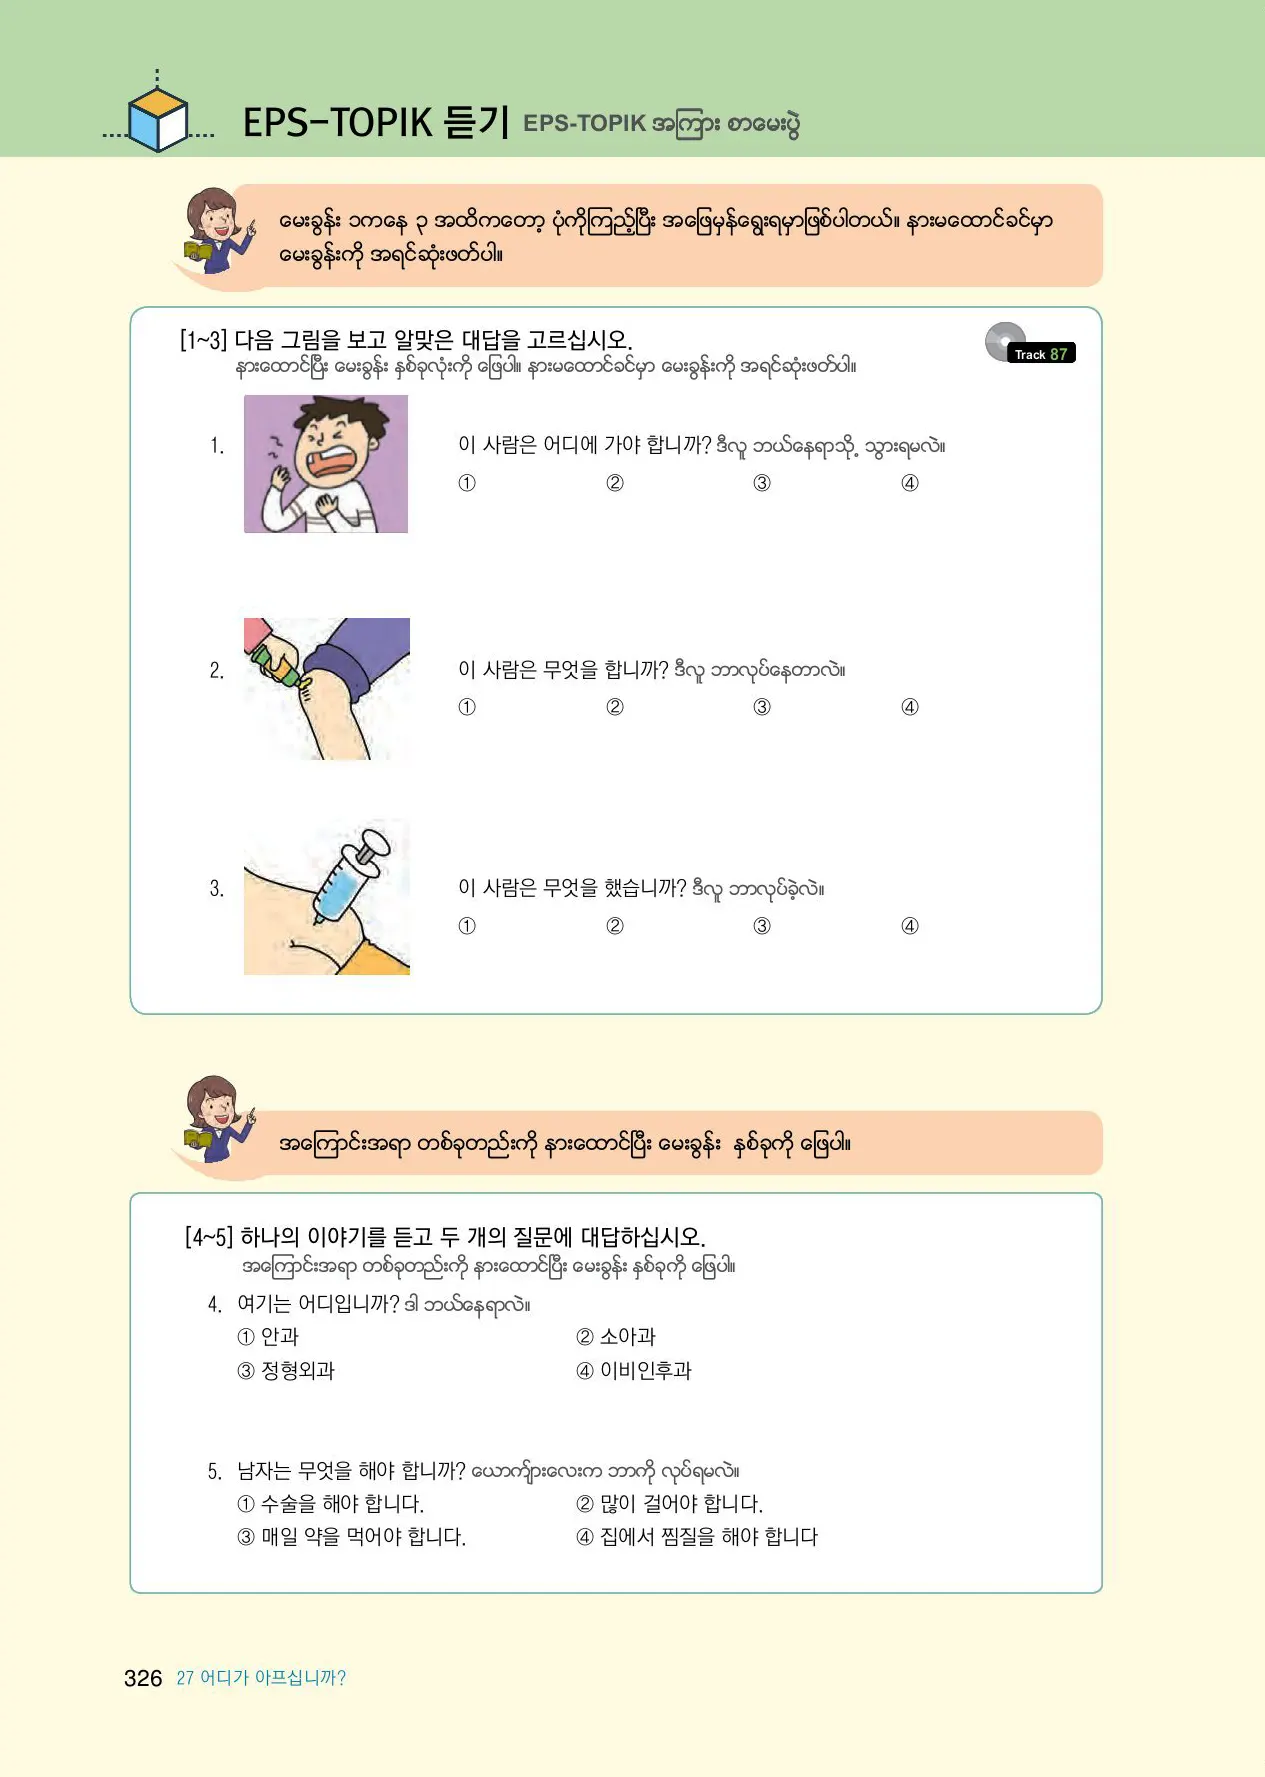 EPS-TOPIK 듣기 EPS-TOPIK အကြား စာမေးပွဲ
မေးခွန်း ၁ကနေ ၃ အထိကတော့ ပုံကိုကြည့်ပြီး အဖြေမှန်ရွေးရမှာဖြစ်ပါတယ်။ နားမထောင်ခင်မှာ
မေးခွန်းကို အရင်ဆုံးဖတ်ပါ။
[1~3] 다음 그림을 보고 알맞은 대답을 고르십시오.
Track 87
နားထောင်ပြီး မေးခွန်း နှစ်ခုလုံးကို ဖြေပါ။ နားမထောင်ခင်မှာ မေးခွန်းကို အရင်ဆုံးဖတ်ပါ။
1. 이 사람은 어디에 가야 합니까? ဒီလူ ဘယ်နေရာသို့ သွားရမလဲ။
① ② ③ ④
2. 이 사람은 무엇을 합니까? ဒီလူ ဘာလုပ်နေတာလဲ။
① ② ③ ④
3. 이 사람은 무엇을 했습니까? ဒီလူ ဘာလုပ်ခဲ့လဲ။
① ② ③ ④
အကြောင်းအရာ တစ်ခုတည်းကို နားထောင်ပြီး မေးခွန်း နှစ်ခုကို ဖြေပါ။
[4~5] 하나의 이야기를 듣고 두 개의 질문에 대답하십시오.
အကြောင်းအရာ တစ်ခုတည်းကို နားထောင်ပြီး မေးခွန်း နှစ်ခုကို ဖြေပါ။
4. 여기는 어디입니까? ဒါ ဘယ်နေရာလဲ။
① 안과 ② 소아과
③ 정형외과 ④ 이비인후과
5. 남자는 무엇을 해야 합니까? ယောက်ျားလေးက ဘာကို လုပ်ရမလဲ။
① 수술을 해야 합니다. ② 많이 걸어야 합니다.
③ 매일 약을 먹어야 합니다. ④ 집에서 찜질을 해야 합니다
326 27 어디가 아프십니까?